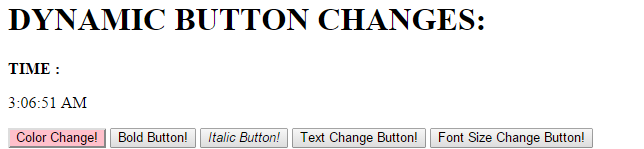 DYNAMIC BUTTON CHANGES:
TIME :
3:06:51 AM
Color Change! Bold Button! Italic Button! Text Change Button! Font Size Change Button!